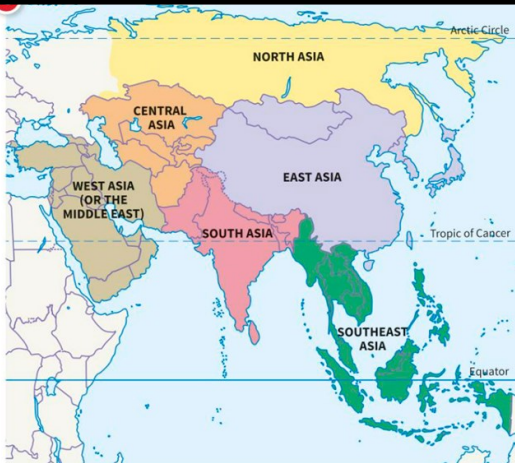 Arctic Circle
NORTH ASIA
CENTRAL
ASIA
EAST ASIA
WEST ASIA
(OR THE
MIDDLE EAST)
SOUTH ASIA
Tropic of Cancer
SOUTHEAST
ASIA
Equator